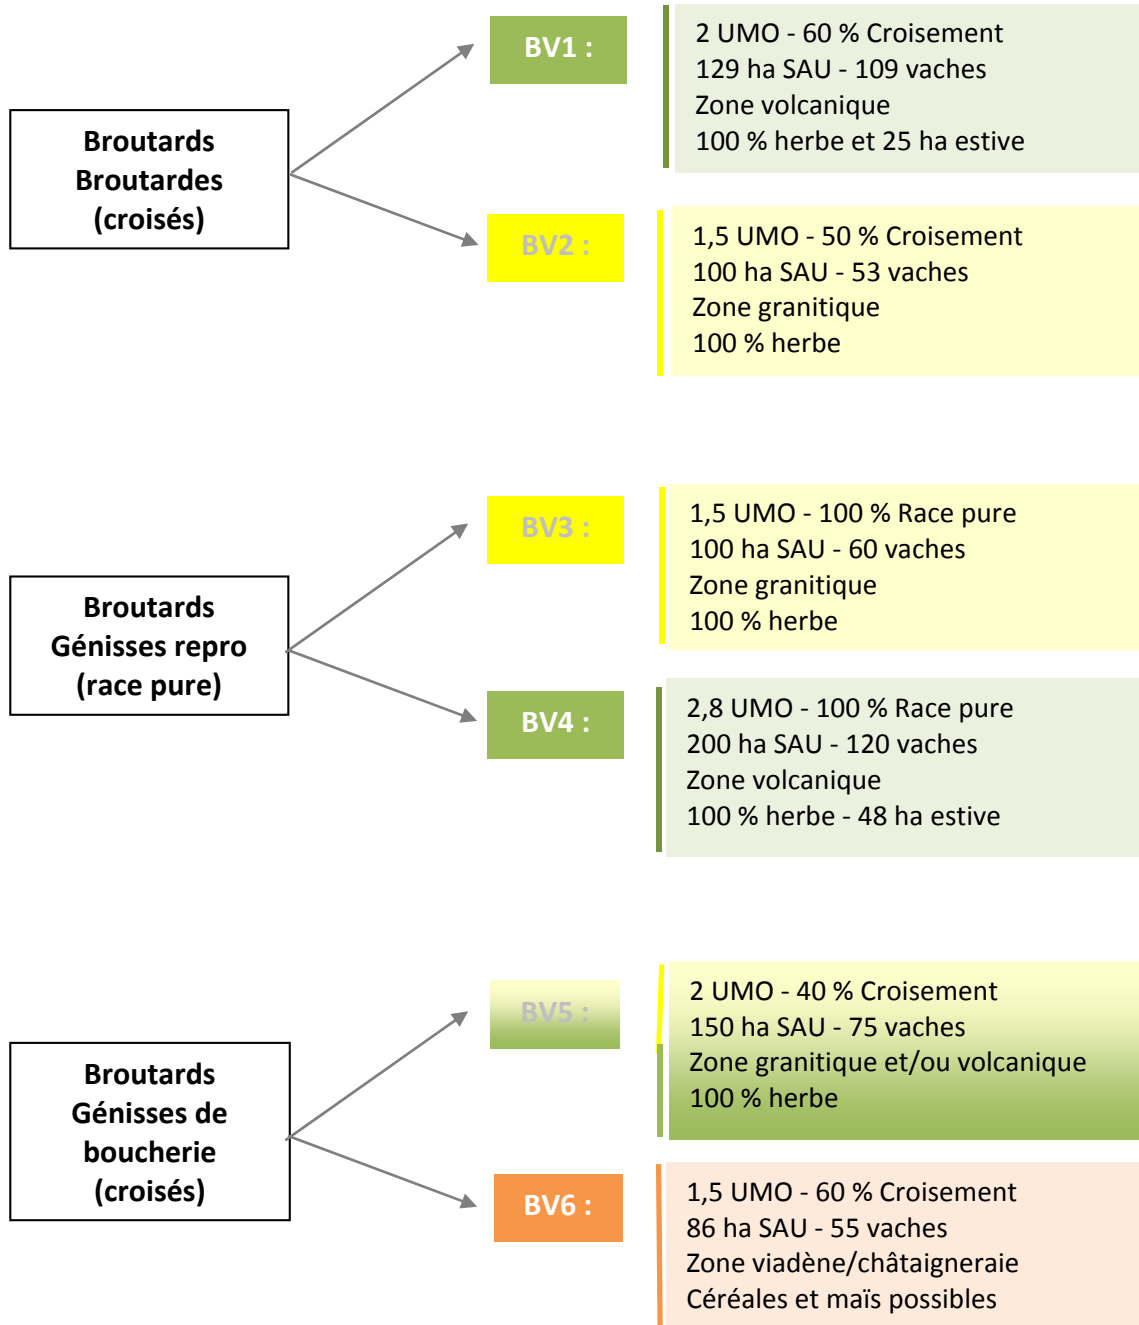 Broutards
Broutardes
(croisés)
BV1 :
2 UMO - 60 % Croisement
129 ha SAU - 109 vaches
Zone volcanique
100 % herbe et 25 ha estive
BV2 :
1,5 UMO - 50 % Croisement
100 ha SAU - 53 vaches
Zone granitique
100 % herbe
Broutards
Génisses repro
(race pure)
BV3 :
1,5 UMO - 100 % Race pure
100 ha SAU - 60 vaches
Zone granitique
100 % herbe
BV4 :
2,8 UMO - 100 % Race pure
200 ha SAU - 120 vaches
Zone volcanique
100 % herbe - 48 ha estive
Broutards
Génisses de
boucherie
(croisés)
BV5 :
2 UMO - 40 % Croisement
150 ha SAU - 75 vaches
Zone granitique et/ou volcanique
100 % herbe
BV6 :
1,5 UMO - 60 % Croisement
86 ha SAU - 55 vaches
Zone viadène/châtaigneraie
Céréales et maïs possibles